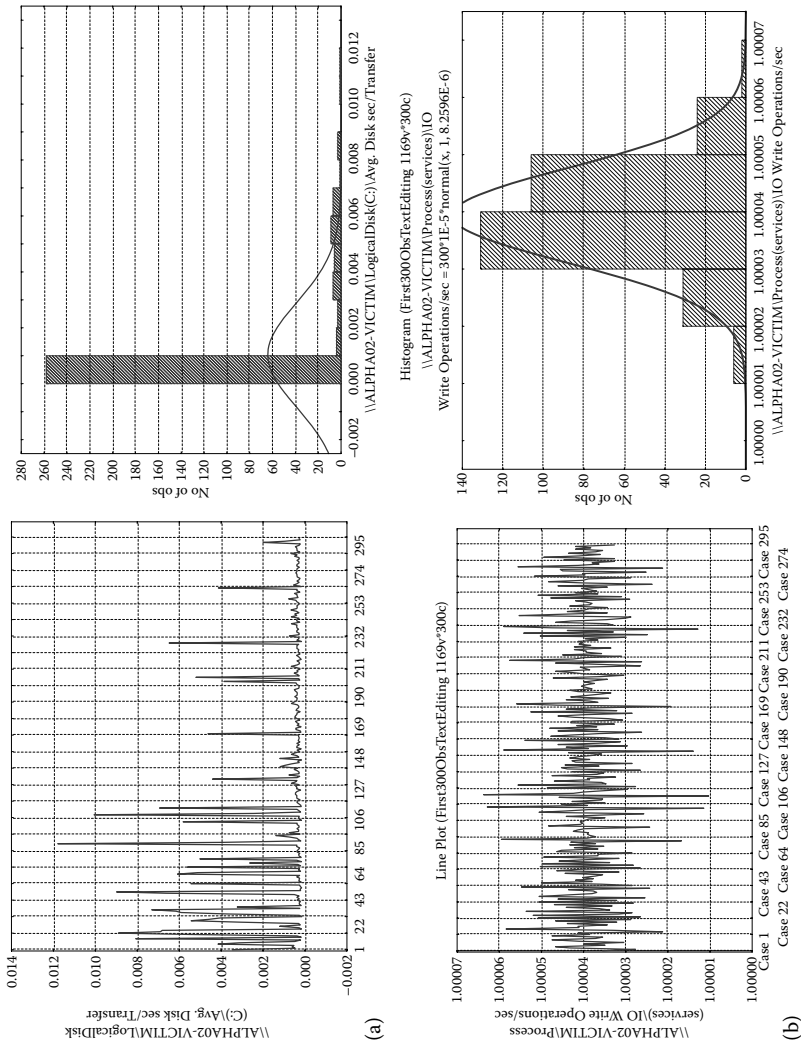 0.014
0.012
0.010
0.008
0.006
0.004
0.002
0.000
−0.002
\\ALPHA02-VICTIM\LogicalDisk
(C:)\Avg. Disk sec/Transfer
1 22 43 64 85 106 127 148 169 190 211 232 253 274 295
(a)
280
260
240
220
200
180
160
140
120
100
80
60
40
20
0
No of obs
−0.002 0.000 0.002 0.004 0.006 0.008 0.010 0.012
\\ALPHA02-VICTIM\LogicalDisk(C:)\Avg. Disk sec/Transfer
Line Plot (First300ObsTextEditing 1169v*300c)
1.00007
1.00006
1.00005
1.00004
1.00003
1.00002
1.00001
1.00000
\\ALPHA02-VICTIM\Process
(services)\IO Write Operations/sec
Case 1 Case 43 Case 85 Case 127 Case 169 Case 211 Case 253 Case 295
Case 22 Case 64 Case 106 Case 148 Case 190 Case 232 Case 274
(b)
Histogram (First300ObsTextEditing 1169v*300c)
\\ALPHA02-VICTIM\Process(services)\IO
Write Operations/sec = 300*1E-5*normal(x, 1, 8.2596E-6)
140
120
100
80
60
40
20
0
No of obs
1.00000 1.00001 1.00002 1.00003 1.00004 1.00005 1.00006 1.00007
\\ALPHA02-VICTIM\Process(services)\IO Write Operations/sec